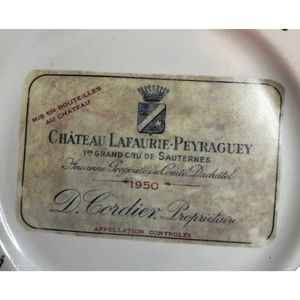 MIS EN BOUTEILLES
AU CHÂTEAU
CHÂTEAU LAFAURIE-PEYRAGUEY
1ER GRAND CRU DE SAUTERNES
Ancienne Propriété du Comte Duchâtel
1950
D. Cordier, Propriétaire
APPELLATION CONTROLÉE